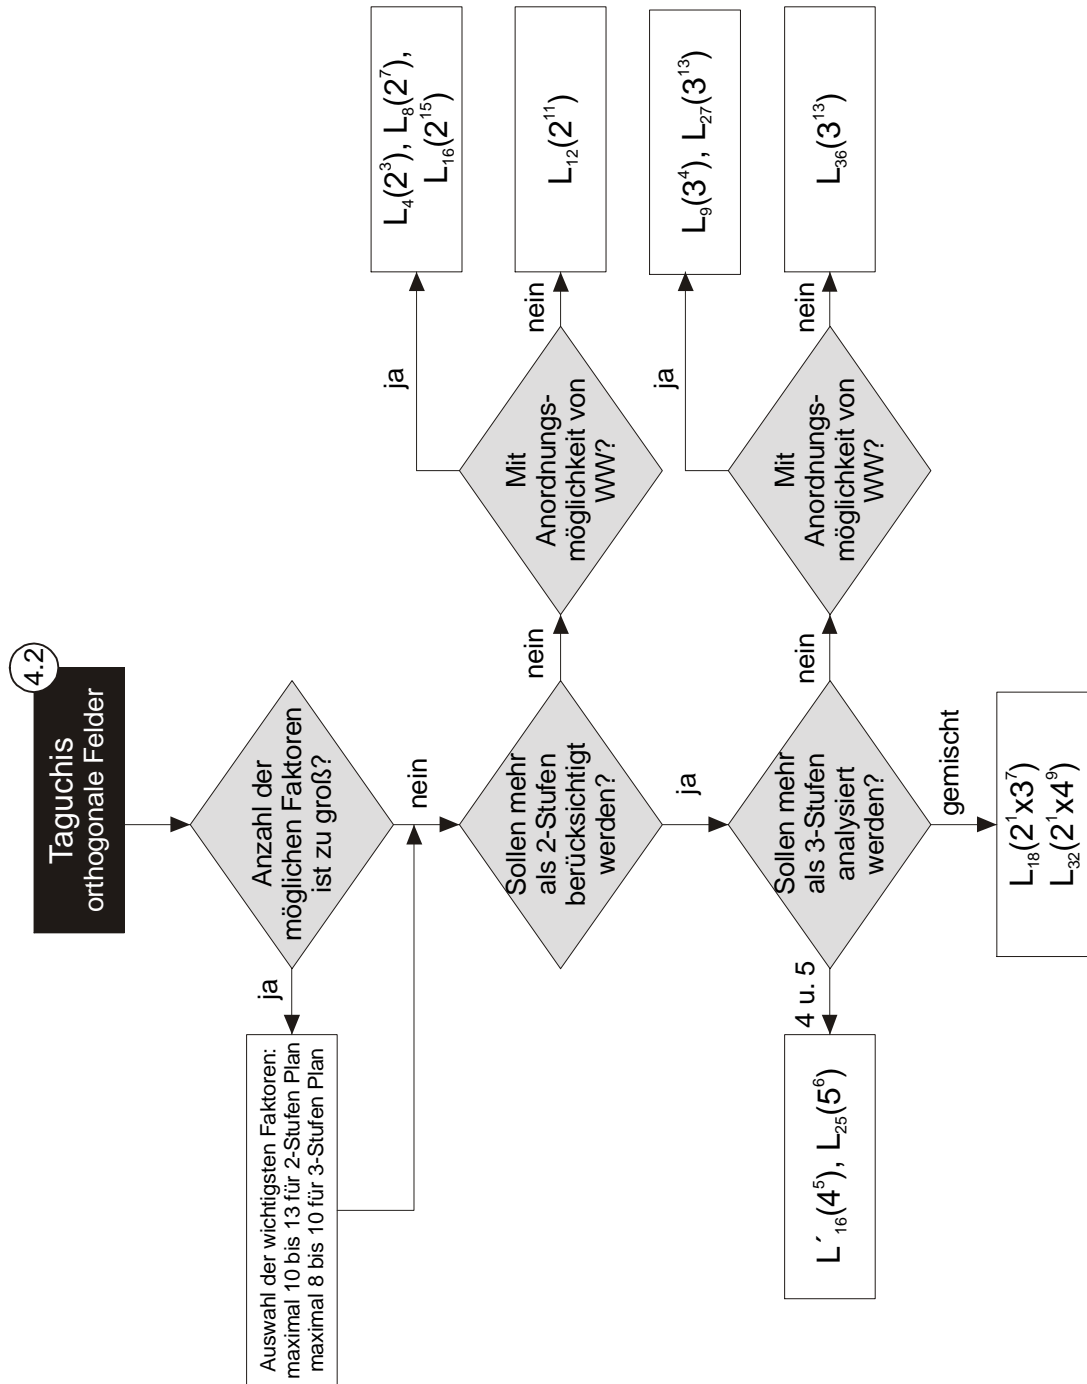 4.2
Taguchis
orthogonale Felder
Anzahl der
möglichen Faktoren
ist zu groß?
ja
Auswahl der wichtigsten Faktoren:
maximal 10 bis 13 für 2-Stufen Plan
maximal 8 bis 10 für 3-Stufen Plan
nein
Sollen mehr
als 2-Stufen
berücksichtigt
werden?
nein
Mit
Anordnungs-
möglichkeit von
WW?
ja
L₄(2³), L₈(2⁷),
L₁₆(2¹⁵)
nein
L₁₂(2¹¹)
ja
Sollen mehr
als 3-Stufen
analysiert
werden?
nein
Mit
Anordnungs-
möglichkeit von
WW?
ja
L₉(3⁴), L₂₇(3¹³)
nein
L₃₆(3¹³)
4 u. 5
L´₁₆(4⁵), L₂₅(5⁶)
gemischt
L₁₈(2¹x3⁷)
L₃₂(2¹x4⁹)